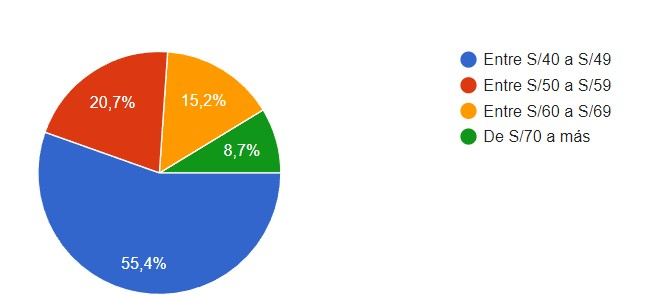 Entre S/40 a S/49
Entre S/50 a S/59
Entre S/60 a S/69
De S/70 a más
20,7%
15,2%
8,7%
55,4%